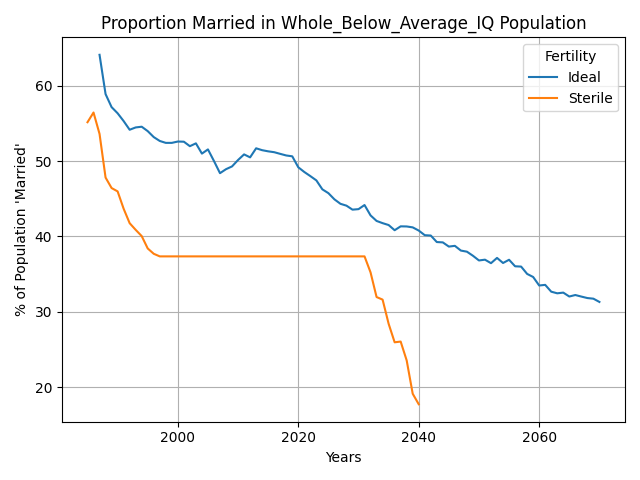 Proportion Married in Whole_Below_Average_IQ Population
Fertility
Ideal
Sterile
% of Population 'Married'
60
50
40
30
20
2000
2020
2040
2060
Years